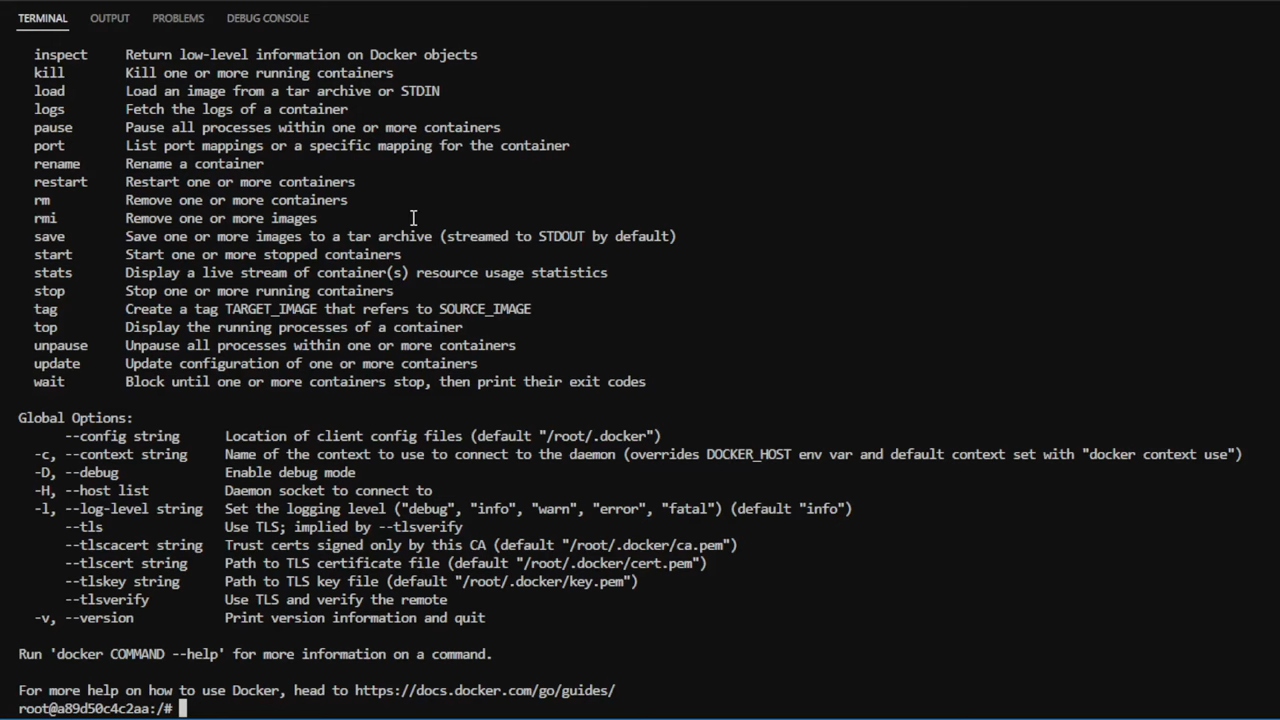 TERMINAL OUTPUT PROBLEMS DEBUG CONSOLE
inspect Return low-level information on Docker objects
kill Kill one or more running containers
load Load an image from a tar archive or STDIN
logs Fetch the logs of a container
pause Pause all processes within one or more containers
port List port mappings or a specific mapping for the container
rename Rename a container
restart Restart one or more containers
rm Remove one or more containers
rmi Remove one or more images
save Save one or more images to a tar archive (streamed to STDOUT by default)
start Start one or more stopped containers
stats Display a live stream of container(s) resource usage statistics
stop Stop one or more running containers
tag Create a tag TARGET_IMAGE that refers to SOURCE_IMAGE
top Display the running processes of a container
unpause Unpause all processes within one or more containers
update Update configuration of one or more containers
wait Block until one or more containers stop, then print their exit codes
Global Options:
--config string Location of client config files (default "/root/.docker")
-c, --context string Name of the context to use to connect to the daemon (overrides DOCKER_HOST env var and default context set with "docker context use")
-D, --debug Enable debug mode
-H, --host list Daemon socket to connect to
-l, --log-level string Set the logging level ("debug", "info", "warn", "error", "fatal") (default "info")
--tls Use TLS; implied by --tlsverify
--tlscacert string Trust certs signed only by this CA (default "/root/.docker/ca.pem")
--tlscert string Path to TLS certificate file (default "/root/.docker/cert.pem")
--tlskey string Path to TLS key file (default "/root/.docker/key.pem")
--tlsverify Use TLS and verify the remote
-v, --version Print version information and quit
Run 'docker COMMAND --help' for more information on a command.
For more help on how to use Docker, head to https://docs.docker.com/go/guides/
root@a89d50c4c2aa:/#